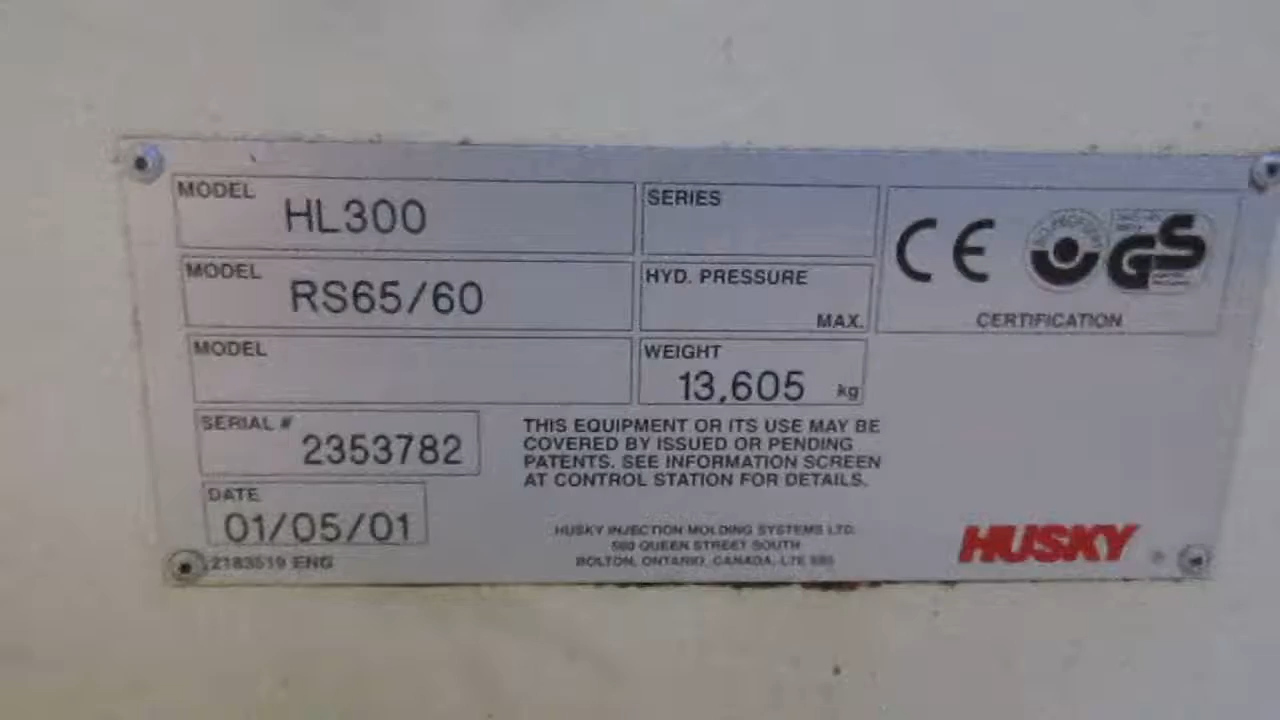 MODEL
HL300
SERIES
MODEL
RS65/60
HYD. PRESSURE
MAX.
CE
GS
CERTIFICATION
MODEL
WEIGHT
13,605 kg
SERIAL #
2353782
THIS EQUIPMENT OR ITS USE MAY BE
COVERED BY ISSUED OR PENDING
PATENTS. SEE INFORMATION SCREEN
AT CONTROL STATION FOR DETAILS.
DATE
01/05/01
HUSKY INJECTION MOLDING SYSTEMS LTD.
QUEEN STREET SOUTH
BOLTON, ONTARIO, CANADA,
HUSKY
2183519 ENG